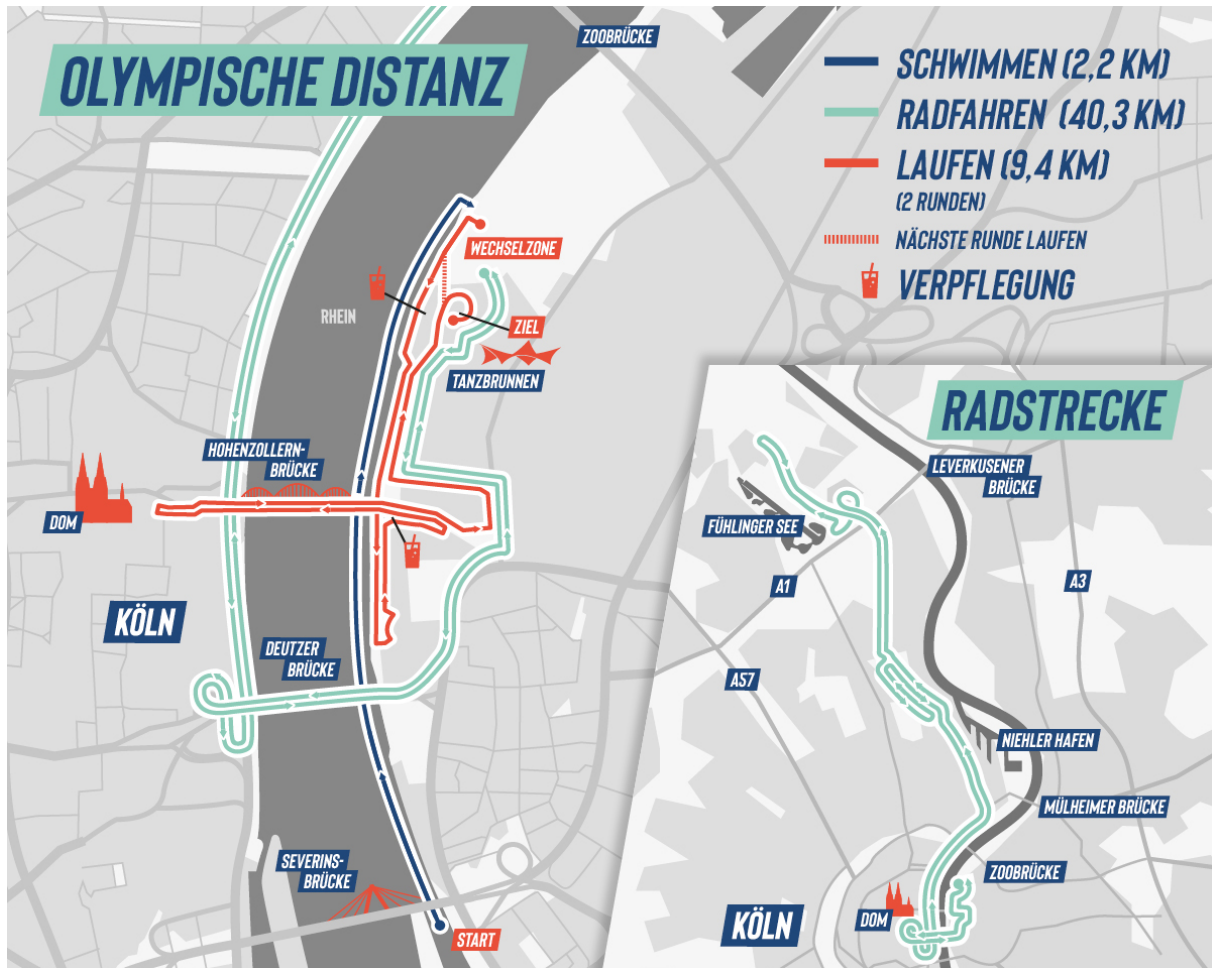 OLYMPISCHE DISTANZ
ZOOBRÜCKE
SCHWIMMEN (2,2 KM)
RADFAHREN (40,3 KM)
LAUFEN (9,4 KM)
(2 RUNDEN)
NÄCHSTE RUNDE LAUFEN
VERPFLEGUNG
WECHSELZONE
RHEIN
ZIEL
TANZBRUNNEN
HOHENZOLLERN-
BRÜCKE
DOM
KÖLN
DEUTZER
BRÜCKE
SEVERINS-
BRÜCKE
START
RADSTRECKE
LEVERKUSENER
BRÜCKE
FÜHLINGER SEE
A1
A3
A57
NIEHLER HAFEN
MÜLHEIMER BRÜCKE
ZOOBRÜCKE
DOM
KÖLN